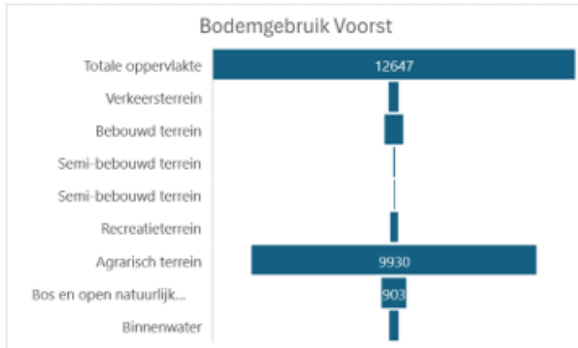 Bodemgebruik Voorst
Totale oppervlakte 12647
Verkeersterrein
Bebouwd terrein
Semi-bebouwd terrein
Semi-bebouwd terrein
Recreatieterrein
Agrarisch terrein 9930
Bos en open natuurlijk... 903
Binnenwater